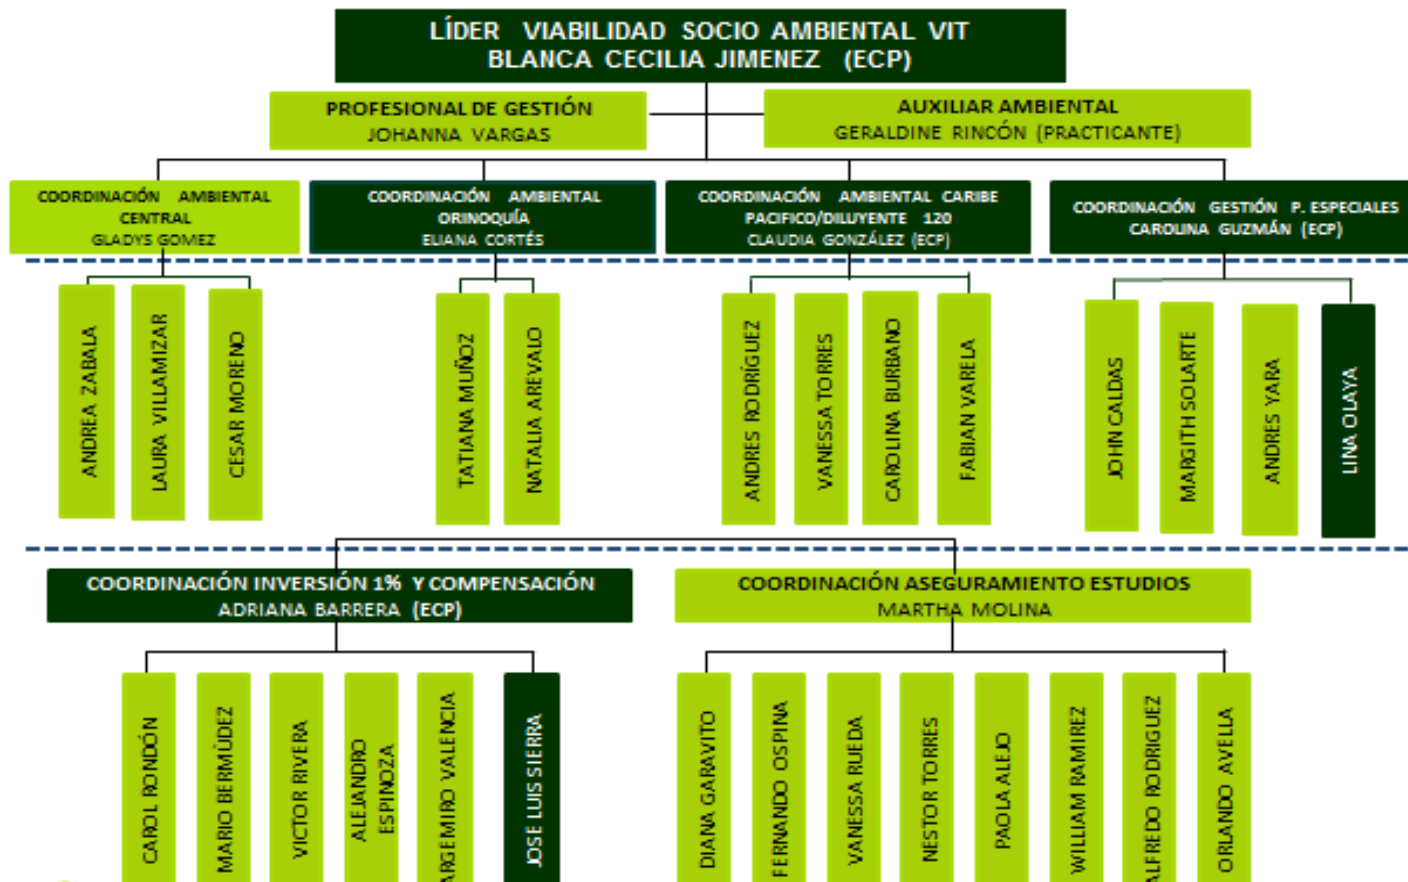 LÍDER VIABILIDAD SOCIO AMBIENTAL VIT
BLANCA CECILIA JIMENEZ (ECP)
PROFESIONAL DE GESTIÓN
JOHANNA VARGAS
AUXILIAR AMBIENTAL
GERALDINE RINCÓN (PRACTICANTE)
COORDINACIÓN AMBIENTAL
CENTRAL
GLADYS GOMEZ
COORDINACIÓN AMBIENTAL
ORINOQUÍA
ELIANA CORTÉS
COORDINACIÓN AMBIENTAL CARIBE
PACIFICO/DILUYENTE 120
CLAUDIA GONZÁLEZ (ECP)
COORDINACIÓN GESTIÓN P. ESPECIALES
CAROLINA GUZMÁN (ECP)
ANDREA ZABALA
LAURA VILLAMIZAR
CESAR MORENO
TATIANA MUÑOZ
NATALIA AREVALO
ANDRES RODRÍGUEZ
VANESSA TORRES
CAROLINA BURBANO
FABIAN VARELA
JOHN CALDAS
MARGITH SOLARTE
ANDRES YARA
LINA OLAYA
COORDINACIÓN INVERSIÓN 1% Y COMPENSACIÓN
ADRIANA BARRERA (ECP)
COORDINACIÓN ASEGURAMIENTO ESTUDIOS
MARTHA MOLINA
CAROL RONDÓN
MARIO BERMÙDEZ
VICTOR RIVERA
ALEJANDRO
ESPINOZA
ARGEMIRO VALENCIA
JOSE LUIS SIERRA
DIANA GARAVITO
FERNANDO OSPINA
VANESSA RUEDA
NESTOR TORRES
PAOLA ALEJO
WILLIAM RAMIREZ
ALFREDO RODRIGUEZ
ORLANDO AVELLA